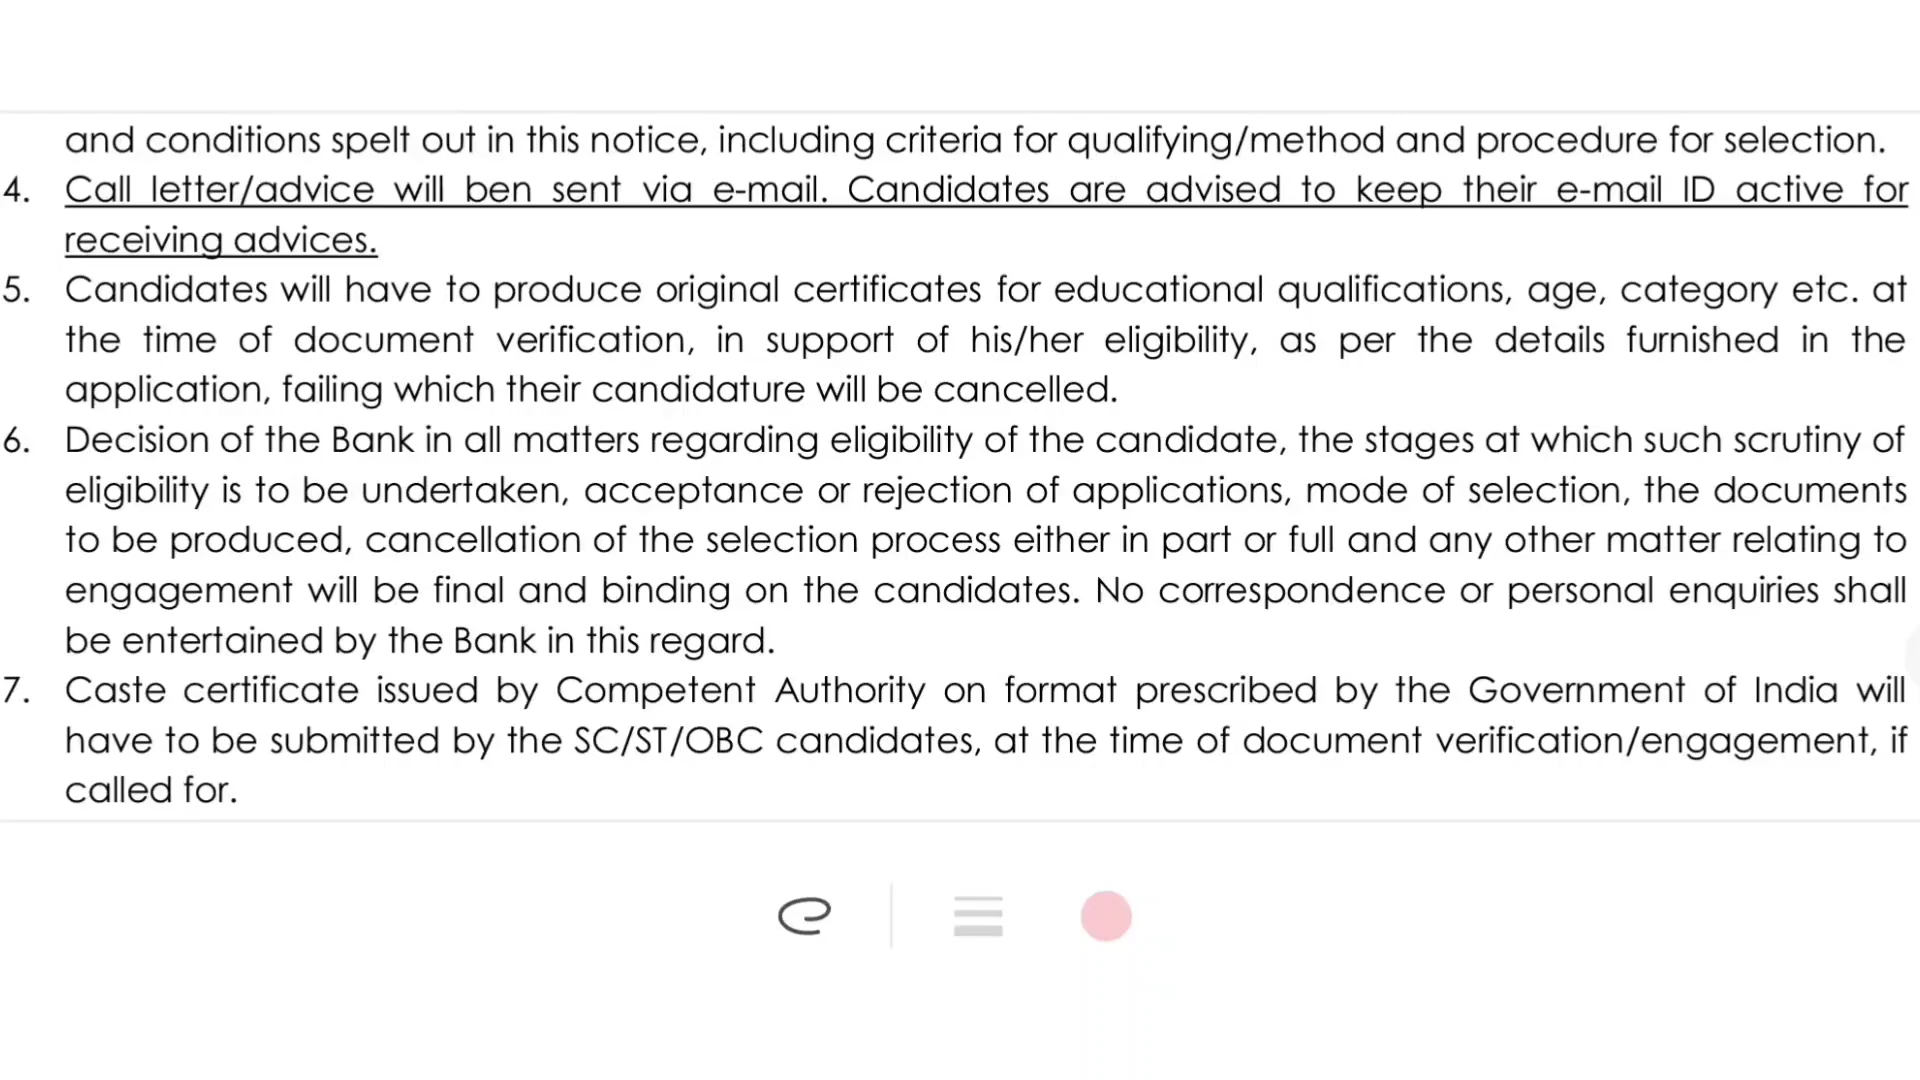 and conditions spelt out in this notice, including criteria for qualifying/method and procedure for selection.
4. Call letter/advice will ben sent via e-mail. Candidates are advised to keep their e-mail ID active for
receiving advices.
5. Candidates will have to produce original certificates for educational qualifications, age, category etc. at
the time of document verification, in support of his/her eligibility, as per the details furnished in the
application, failing which their candidature will be cancelled.
6. Decision of the Bank in all matters regarding eligibility of the candidate, the stages at which such scrutiny of
eligibility is to be undertaken, acceptance or rejection of applications, mode of selection, the documents
to be produced, cancellation of the selection process either in part or full and any other matter relating to
engagement will be final and binding on the candidates. No correspondence or personal enquiries shall
be entertained by the Bank in this regard.
7. Caste certificate issued by Competent Authority on format prescribed by the Government of India will
have to be submitted by the SC/ST/OBC candidates, at the time of document verification/engagement, if
called for.